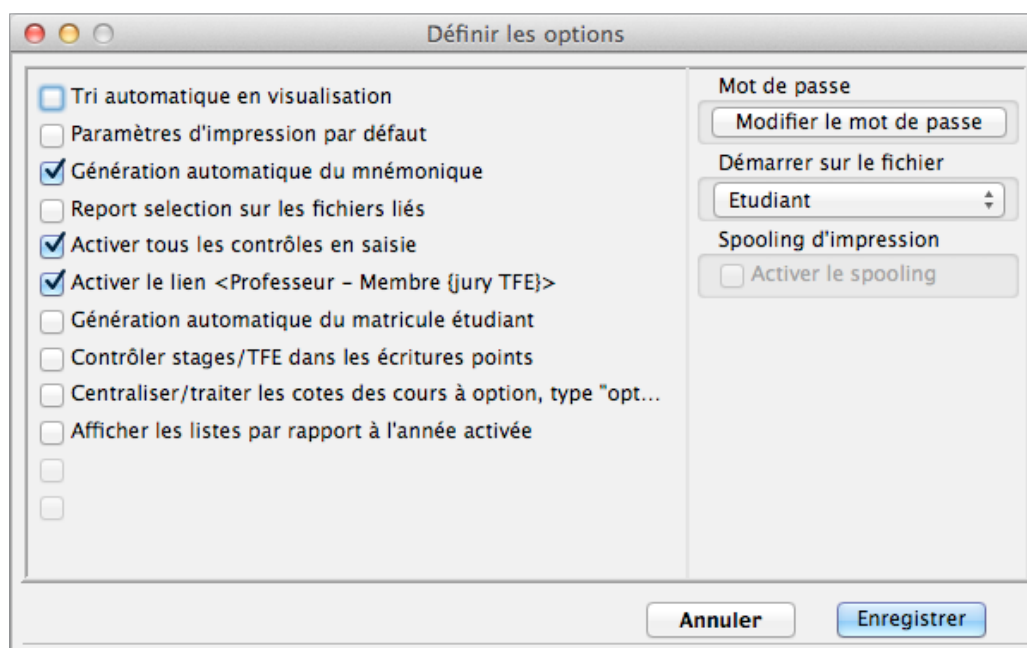 Définir les options
Tri automatique en visualisation
Paramètres d'impression par défaut
Génération automatique du mnémonique
Report selection sur les fichiers liés
Activer tous les contrôles en saisie
Activer le lien <Professeur – Membre {jury TFE}>
Génération automatique du matricule étudiant
Contrôler stages/TFE dans les écritures points
Centraliser/traiter les cotes des cours à option, type "opt...
Afficher les listes par rapport à l'année activée
Mot de passe
Modifier le mot de passe
Démarrer sur le fichier
Etudiant
Spooling d'impression
Activer le spooling
Annuler
Enregistrer